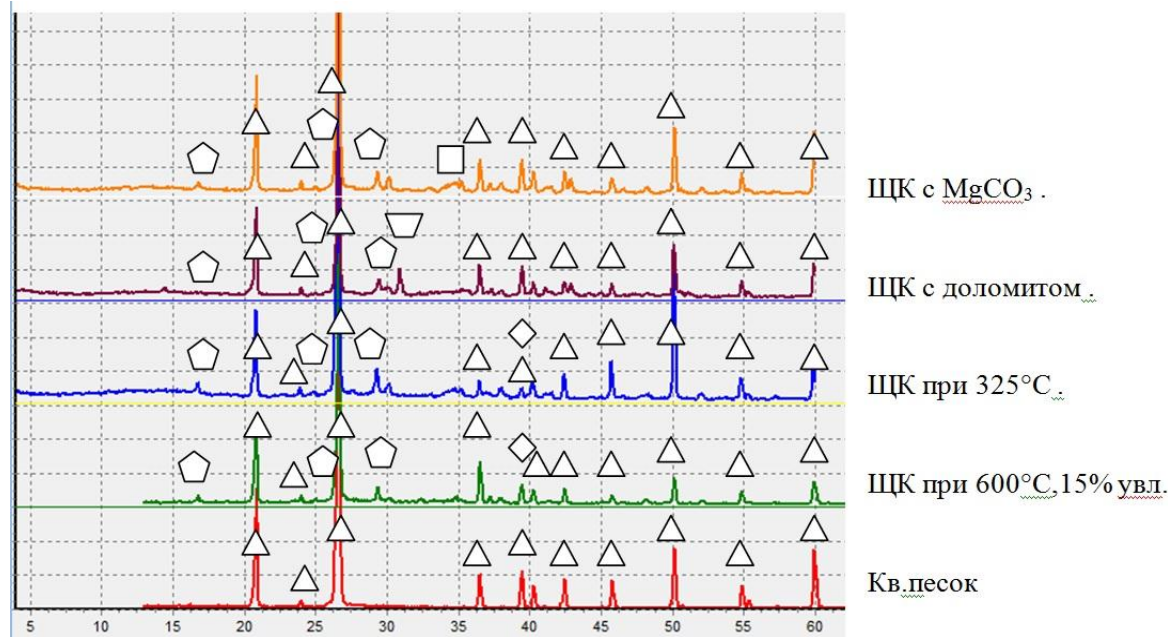 ЩК с MgCO₃ .
ЩК с доломитом .
ЩК при 325°С .
ЩК при 600°С,15% увл.
Кв.песок
5 10 15 20 25 30 35 40 45 50 55 60